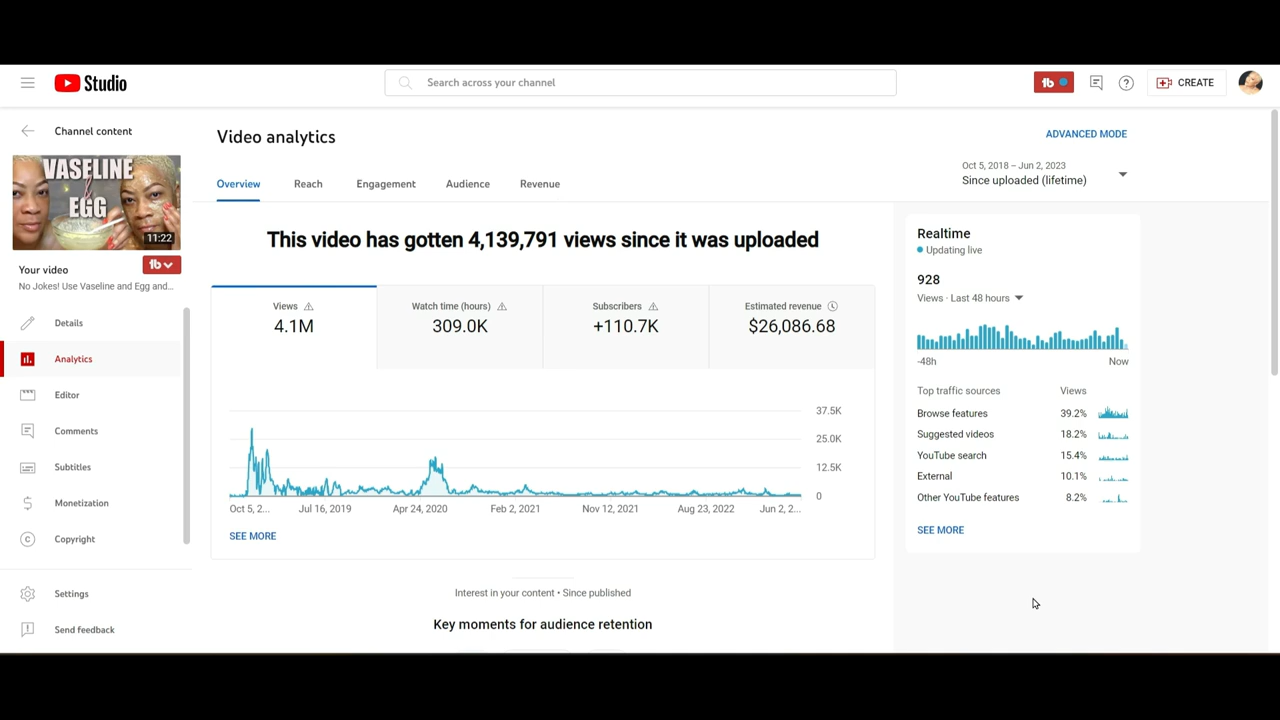 Studio
Search across your channel
CREATE
Channel content
VASELINE
EGG
11:22
Your video
No Jokes! Use Vaseline and Egg and...
Details
Analytics
Editor
Comments
Subtitles
Monetization
Copyright
Settings
Send feedback
Video analytics
ADVANCED MODE
Overview
Reach
Engagement
Audience
Revenue
Oct 5, 2018 – Jun 2, 2023
Since uploaded (lifetime)
This video has gotten 4,139,791 views since it was uploaded
Views
4.1M
Watch time (hours)
309.0K
Subscribers
+110.7K
Estimated revenue
$26,086.68
37.5K
25.0K
12.5K
0
Oct 5, 2... Jul 16, 2019 Apr 24, 2020 Feb 2, 2021 Nov 12, 2021 Aug 23, 2022 Jun 2, 2...
SEE MORE
Interest in your content • Since published
Key moments for audience retention
Realtime
Updating live
928
Views · Last 48 hours
-48h Now
Top traffic sources Views
Browse features 39.2%
Suggested videos 18.2%
YouTube search 15.4%
External 10.1%
Other YouTube features 8.2%
SEE MORE